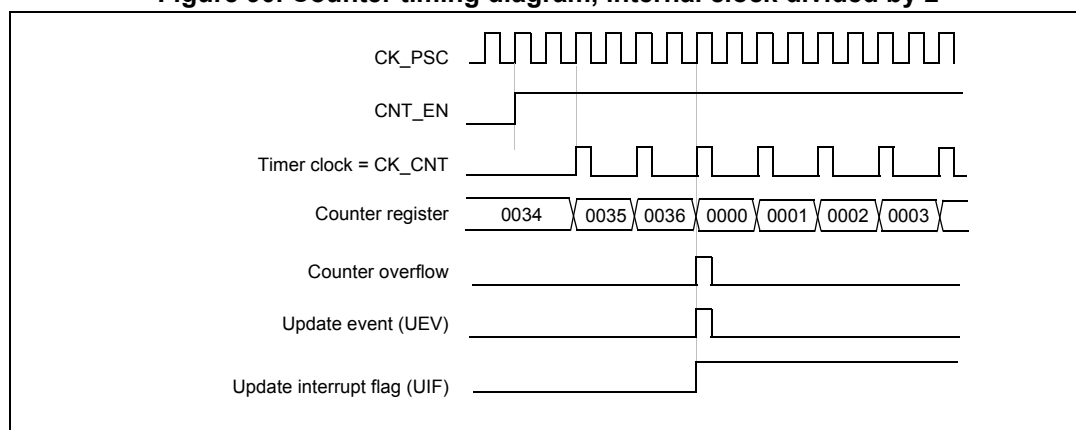 CK_PSC
CNT_EN
Timer clock = CK_CNT
Counter register 0034 0035 0036 0000 0001 0002 0003
Counter overflow
Update event (UEV)
Update interrupt flag (UIF)